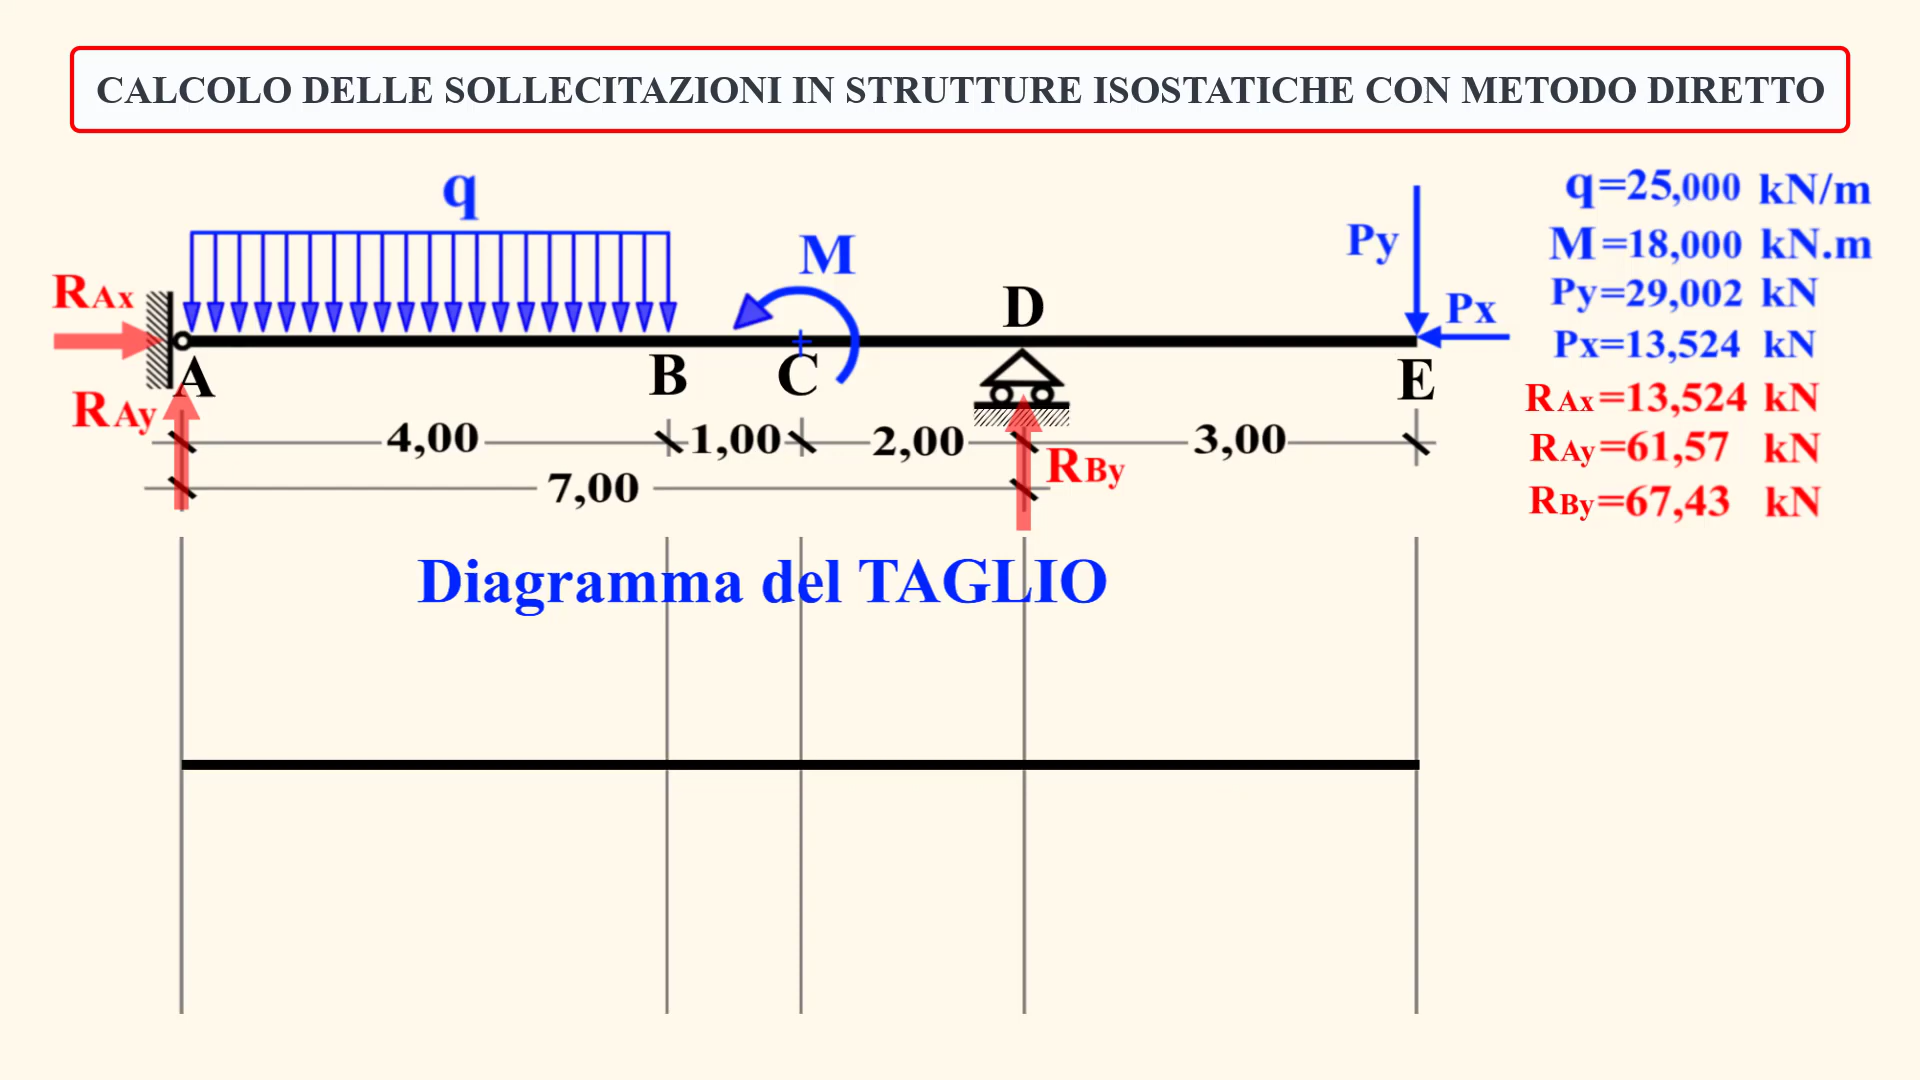 CALCOLO DELLE SOLLECITAZIONI IN STRUTTURE ISOSTATICHE CON METODO DIRETTO
q
M
Py
Px
RAx
RAy
A
B
C
D
E
RBy
4,00
1,00
2,00
3,00
7,00
q=25,000 kN/m
M=18,000 kN.m
Py=29,002 kN
Px=13,524 kN
RAx=13,524 kN
RAy=61,57 kN
RBy=67,43 kN
Diagramma del TAGLIO